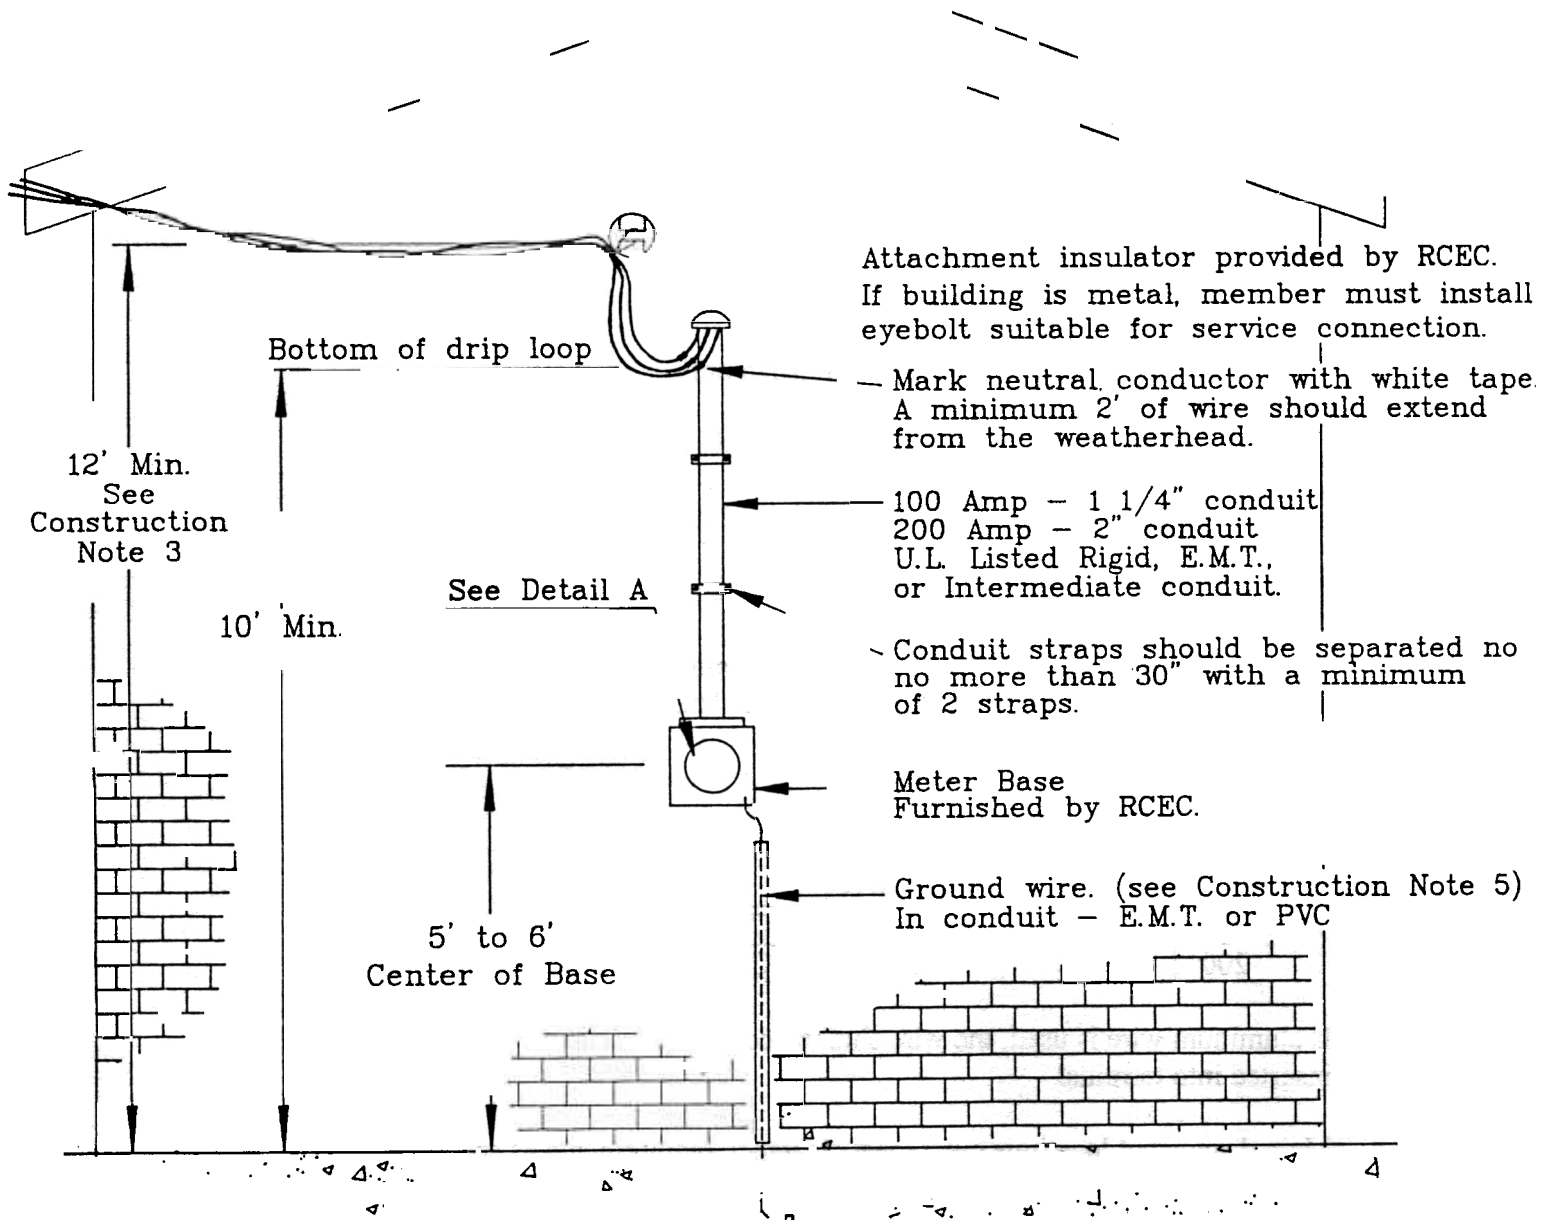 Attachment insulator provided by RCEC.
If building is metal, member must install
eyebolt suitable for service connection.
Bottom of drip loop
Mark neutral conductor with white tape.
A minimum 2' of wire should extend
from the weatherhead.
12' Min.
See
Construction
Note 3
100 Amp – 1 1/4" conduit
200 Amp – 2" conduit
U.L. Listed Rigid, E.M.T.,
or Intermediate conduit.
See Detail A
10' Min.
Conduit straps should be separated no
no more than 30" with a minimum
of 2 straps.
Meter Base
Furnished by RCEC.
Ground wire. (see Construction Note 5)
In conduit – E.M.T. or PVC
5' to 6'
Center of Base